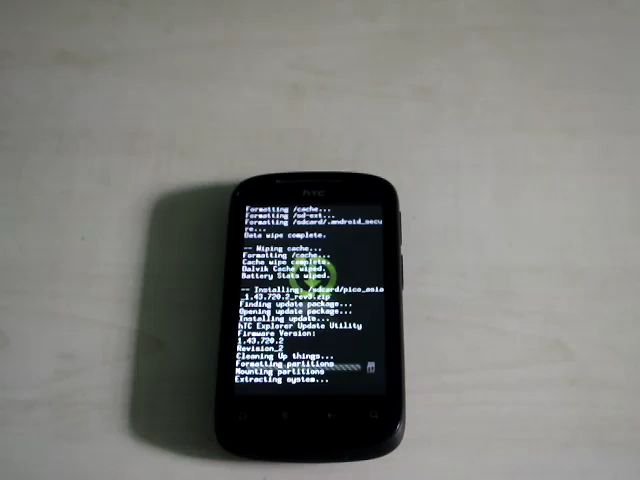 hTC
Formatting /cache...
Formatting /sd-ext...
Formatting /sdcard/.android_secu
re...
Data wipe complete.
-- Wiping cache...
Formatting /cache...
Cache wipe complete.
Dalvik Cache wiped.
Battery Stats wiped.
-- Installing: /sdcard/pico_asia
_1.43.720.2_rev3.zip
Finding update package...
Opening update package...
Installing update...
hTC Explorer Update Utility
Firmware Version:
1.43.720.2
Revision_2
Cleaning Up things...
Formatting partitions
Mounting partitions
Extracting system...